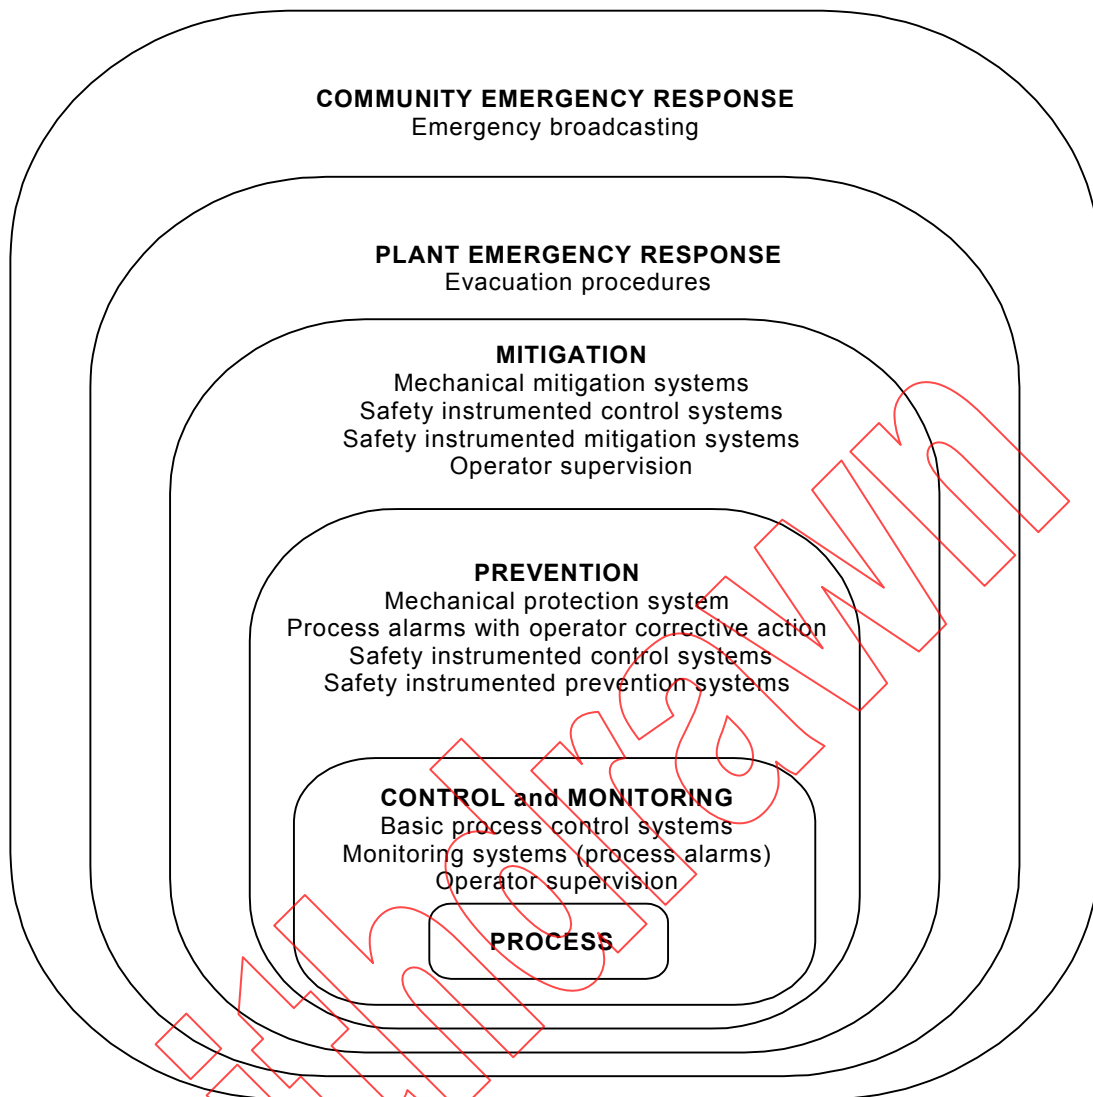 COMMUNITY EMERGENCY RESPONSE
Emergency broadcasting
PLANT EMERGENCY RESPONSE
Evacuation procedures
MITIGATION
Mechanical mitigation systems
Safety instrumented control systems
Safety instrumented mitigation systems
Operator supervision
PREVENTION
Mechanical protection system
Process alarms with operator corrective action
Safety instrumented control systems
Safety instrumented prevention systems
CONTROL and MONITORING
Basic process control systems
Monitoring systems (process alarms)
Operator supervision
PROCESS
ithdrawn